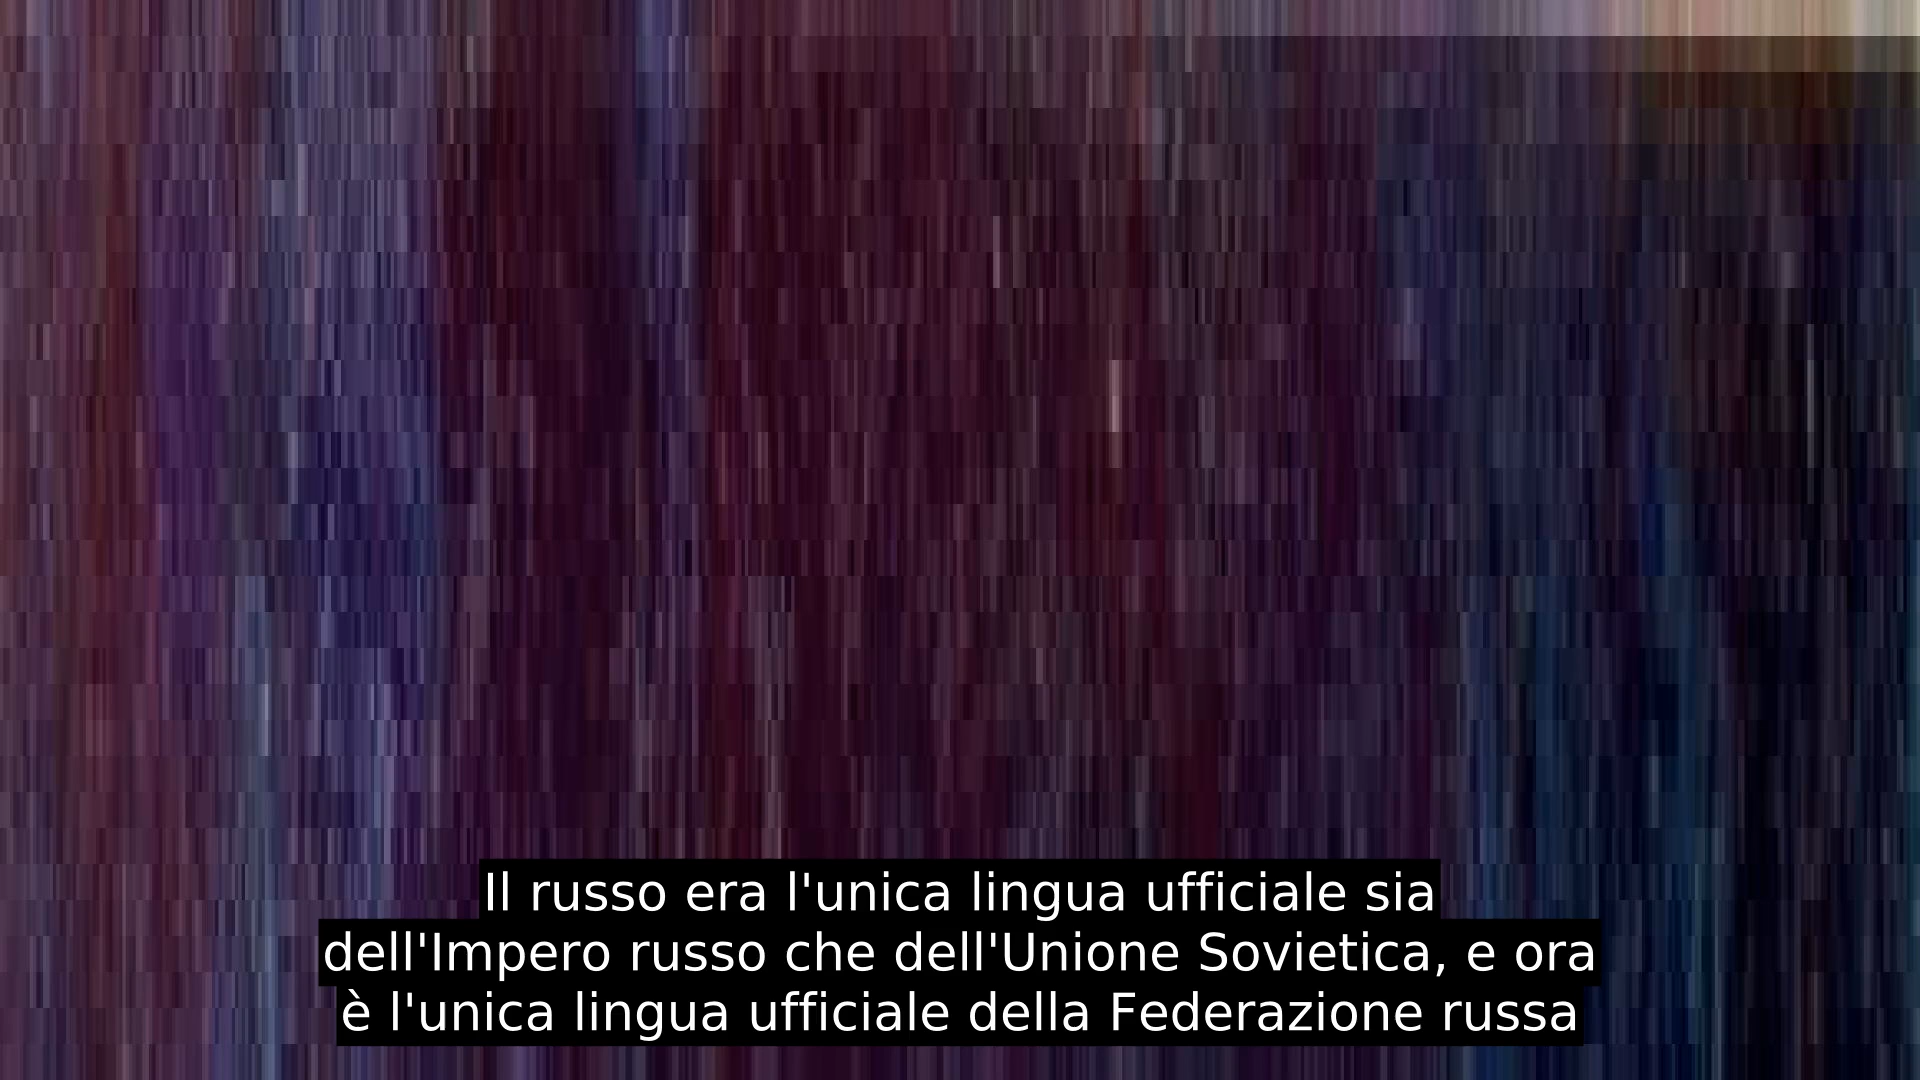 Il russo era l'unica lingua ufficiale sia
dell'Impero russo che dell'Unione Sovietica, e ora
è l'unica lingua ufficiale della Federazione russa